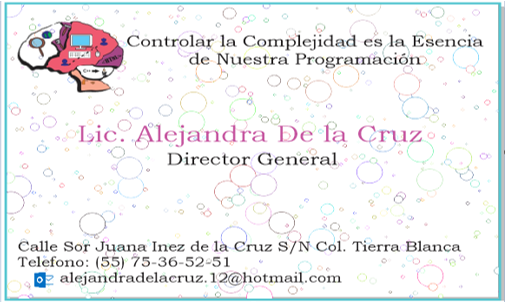 Controlar la Complejidad es la Esencia
de Nuestra Programación
Lic. Alejandra De la Cruz
Director General
Calle Sor Juana Inez de la Cruz S/N Col. Tierra Blanca
Telefono: (55) 75-36-52-51
alejandradelacruz.12@hotmail.com